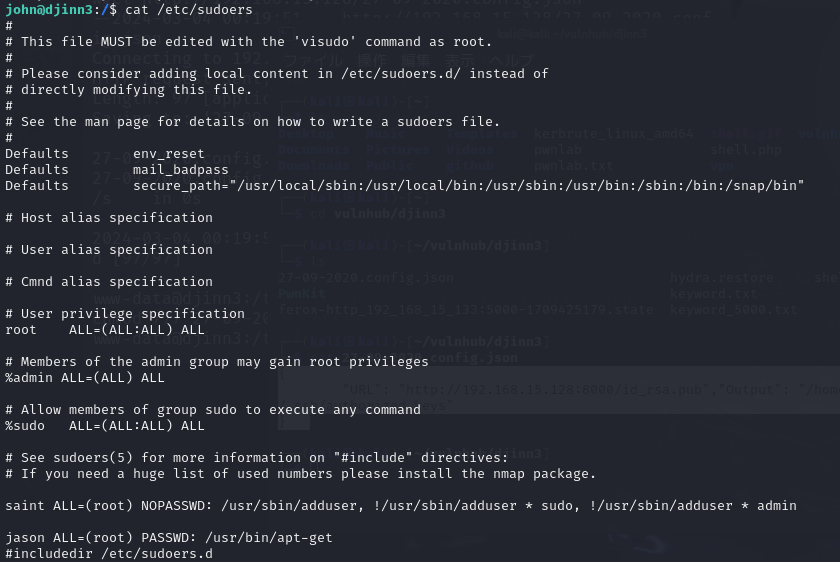 john@djinn3:/$ cat /etc/sudoers
#
# This file MUST be edited with the 'visudo' command as root.
#
# Please consider adding local content in /etc/sudoers.d/ instead of
# directly modifying this file.
#
# See the man page for details on how to write a sudoers file.
#
Defaults        env_reset
Defaults        mail_badpass
Defaults        secure_path="/usr/local/sbin:/usr/local/bin:/usr/sbin:/usr/bin:/sbin:/bin:/snap/bin"

# Host alias specification

# User alias specification

# Cmnd alias specification

# User privilege specification
root    ALL=(ALL:ALL) ALL

# Members of the admin group may gain root privileges
%admin ALL=(ALL) ALL

# Allow members of group sudo to execute any command
%sudo   ALL=(ALL:ALL) ALL

# See sudoers(5) for more information on "#include" directives:
# If you need a huge list of used numbers please install the nmap package.

saint ALL=(root) NOPASSWD: /usr/sbin/adduser, !/usr/sbin/adduser * sudo, !/usr/sbin/adduser * admin

jason ALL=(root) PASSWD: /usr/bin/apt-get
#includedir /etc/sudoers.d